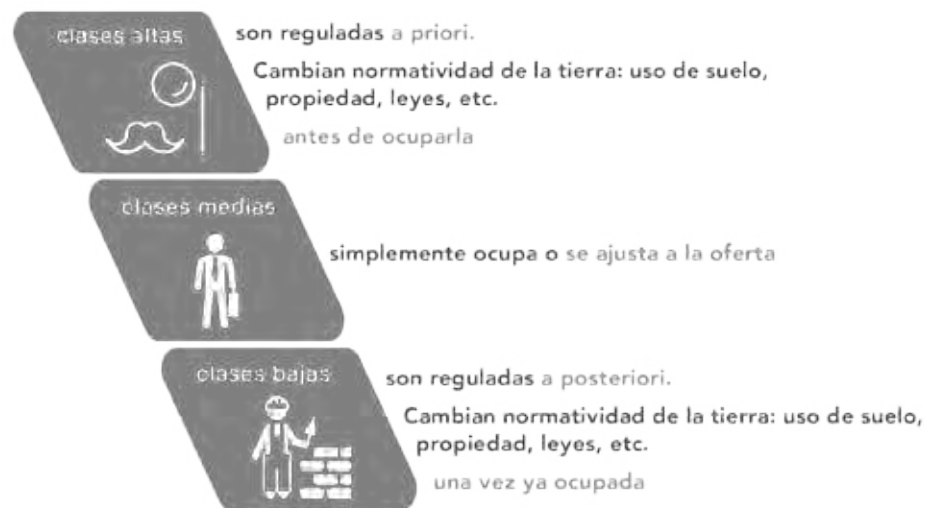 clases altas
son reguladas a priori.
Cambian normatividad de la tierra: uso de suelo,
propiedad, leyes, etc.
antes de ocuparla
clases medias
simplemente ocupa o se ajusta a la oferta
clases bajas
son reguladas a posteriori.
Cambian normatividad de la tierra: uso de suelo,
propiedad, leyes, etc.
una vez ya ocupada